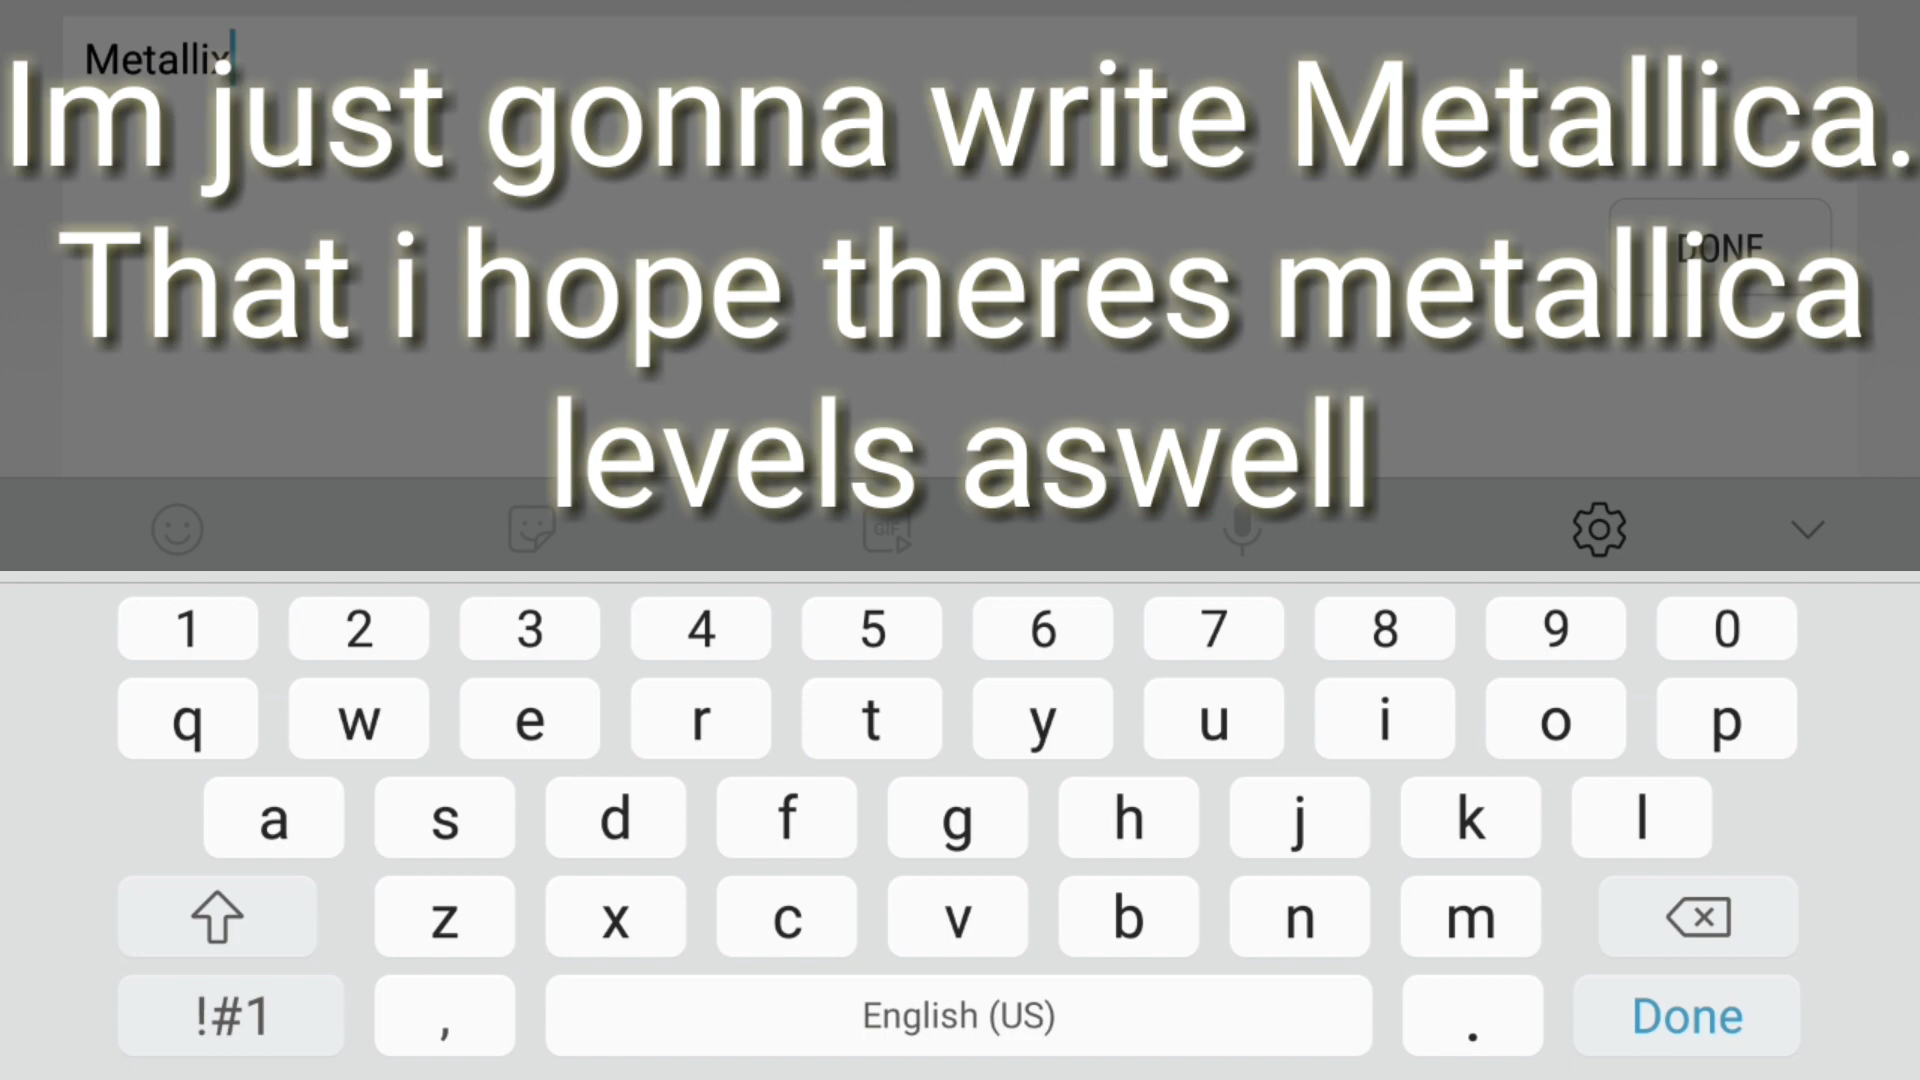 Metallix
Im just gonna write Metallica.
That i hope theres metallica
DONE
levels aswell
GIF
1 2 3 4 5 6 7 8 9 0
q w e r t y u i o p
a s d f g h j k l
z x c v b n m
!#1 , English (US) . Done